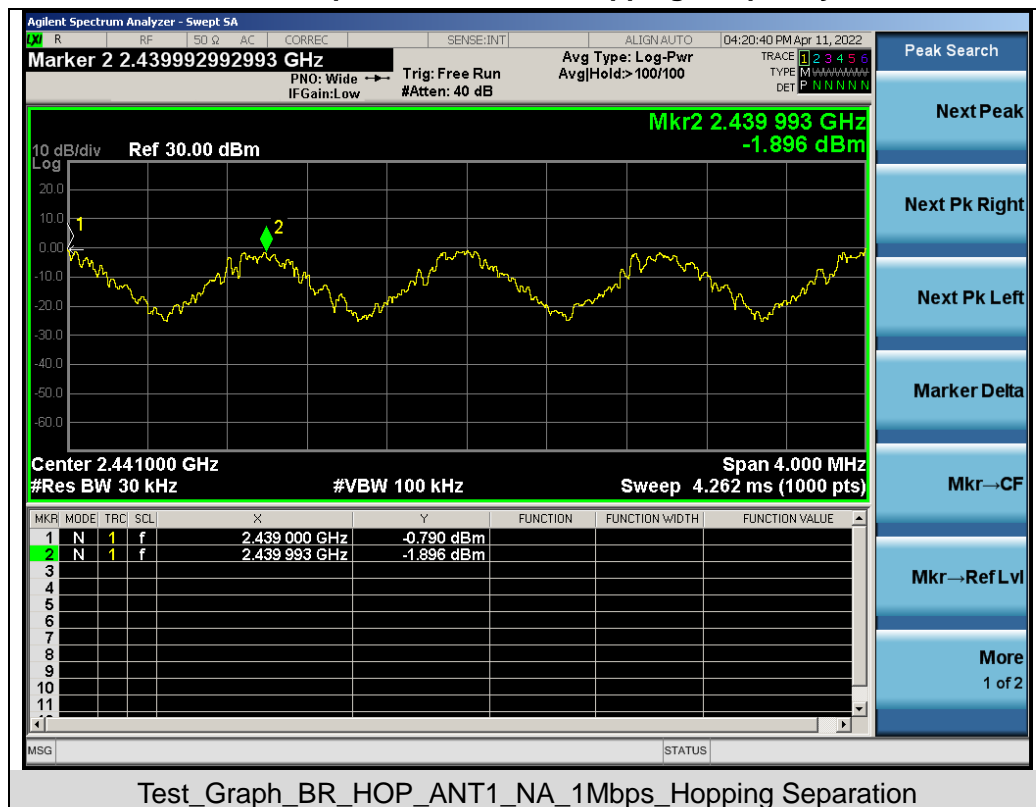 Agilent Spectrum Analyzer - Swept SA
LXI R RF 50 Ω AC CORREC SENSE:INT ALIGN AUTO 04:20:40 PM Apr 11, 2022
Marker 2 2.439992992993 GHz
PNO: Wide
IFGain:Low
Trig: Free Run
#Atten: 40 dB
Avg Type: Log-Pwr
Avg|Hold:>100/100
TRACE 1 2 3 4 5 6
TYPE M WWWWW
DET P N N N N N
Peak Search
Next Peak
Next Pk Right
Next Pk Left
Marker Delta
Mkr→CF
Mkr→Ref Lvl
More
1 of 2
Mkr2 2.439 993 GHz
-1.896 dBm
10 dB/div Ref 30.00 dBm
Log
20.0
10.0
0.00
-10.0
-20.0
-30.0
-40.0
-50.0
-60.0
1
2
Center 2.441000 GHz Span 4.000 MHz
#Res BW 30 kHz #VBW 100 kHz Sweep 4.262 ms (1000 pts)
MKR MODE TRC SCL X Y FUNCTION FUNCTION WIDTH FUNCTION VALUE
1 N 1 f 2.439 000 GHz -0.790 dBm
2 N 1 f 2.439 993 GHz -1.896 dBm
3
4
5
6
7
8
9
10
11
MSG STATUS
Test_Graph_BR_HOP_ANT1_NA_1Mbps_Hopping Separation